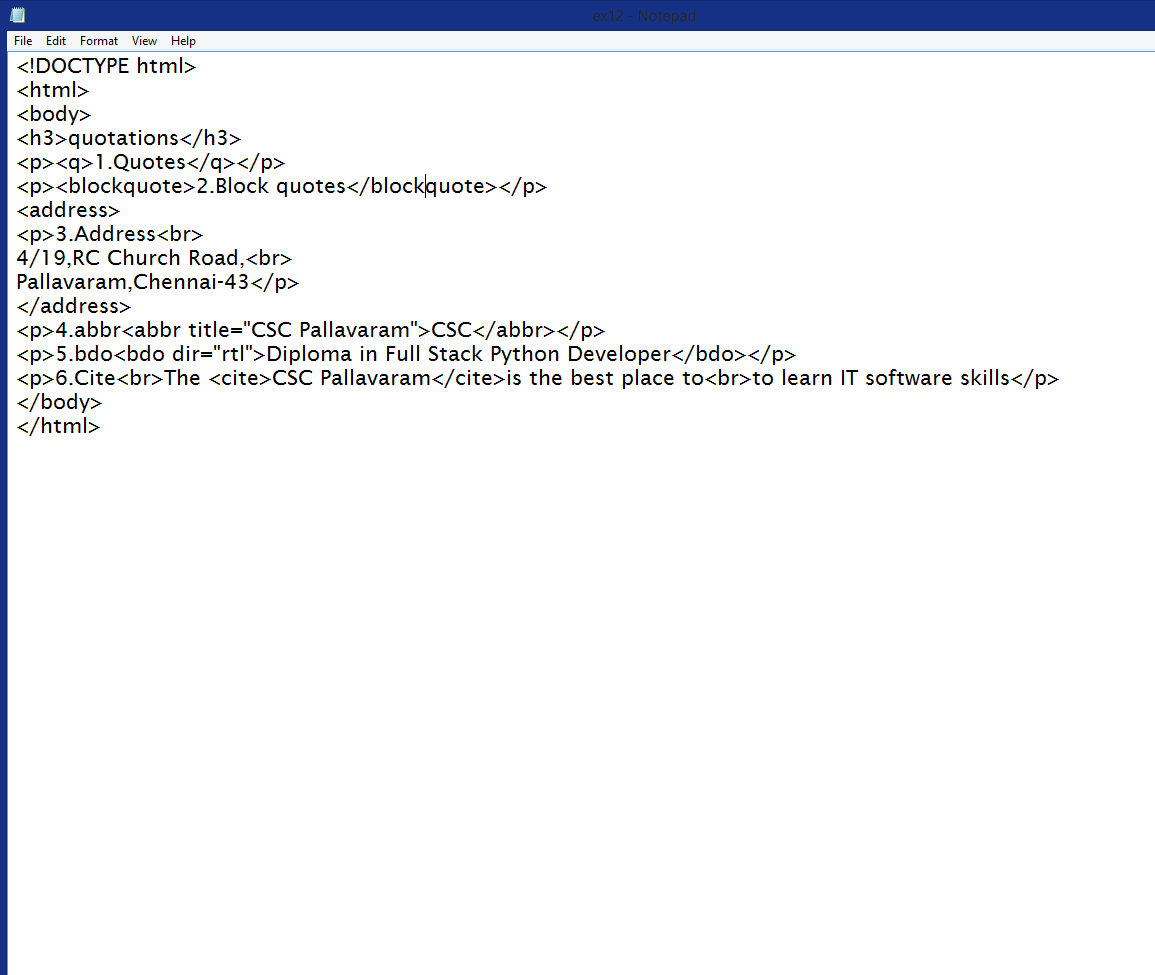 ex12 - Notepad
File Edit Format View Help
<!DOCTYPE html>
<html>
<body>
<h3>quotations</h3>
<p><q>1.Quotes</q></p>
<p><blockquote>2.Block quotes</blockquote></p>
<address>
<p>3.Address<br>
4/19,RC Church Road,<br>
Pallavaram,Chennai-43</p>
</address>
<p>4.abbr<abbr title="CSC Pallavaram">CSC</abbr></p>
<p>5.bdo<bdo dir="rtl">Diploma in Full Stack Python Developer</bdo></p>
<p>6.Cite<br>The <cite>CSC Pallavaram</cite>is the best place to<br>to learn IT software skills</p>
</body>
</html>